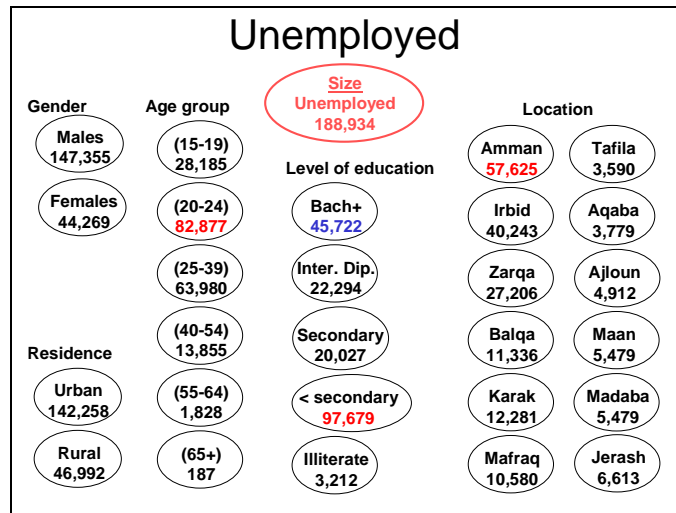 Unemployed
Size
Unemployed
188,934
Gender
Males
147,355
Females
44,269
Residence
Urban
142,258
Rural
46,992
Age group
(15-19)
28,185
(20-24)
82,877
(25-39)
63,980
(40-54)
13,855
(55-64)
1,828
(65+)
187
Level of education
Bach+
45,722
Inter. Dip.
22,294
Secondary
20,027
< secondary
97,679
Illiterate
3,212
Location
Amman
57,625
Irbid
40,243
Zarqa
27,206
Balqa
11,336
Karak
12,281
Mafraq
10,580
Tafila
3,590
Aqaba
3,779
Ajloun
4,912
Maan
5,479
Madaba
5,479
Jerash
6,613